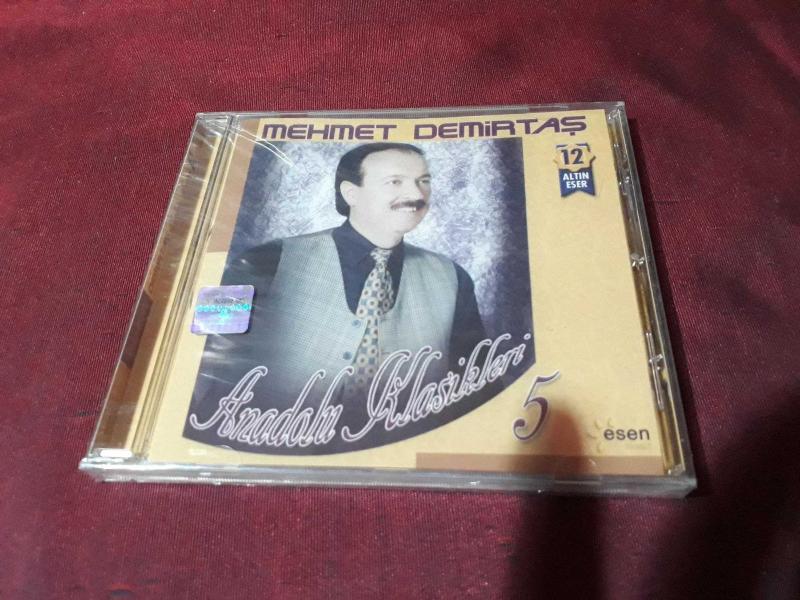 MEHMET DEMİRTAŞ
12
ALTIN
ESER
Anadolu Klasikleri 5
esen